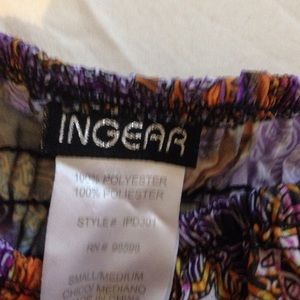 INGEAR
100% POLYESTER
100% POLIESTER
STYLE# IPD301
RN#
SMALL/MEDIUM
CHICO/MEDIANO